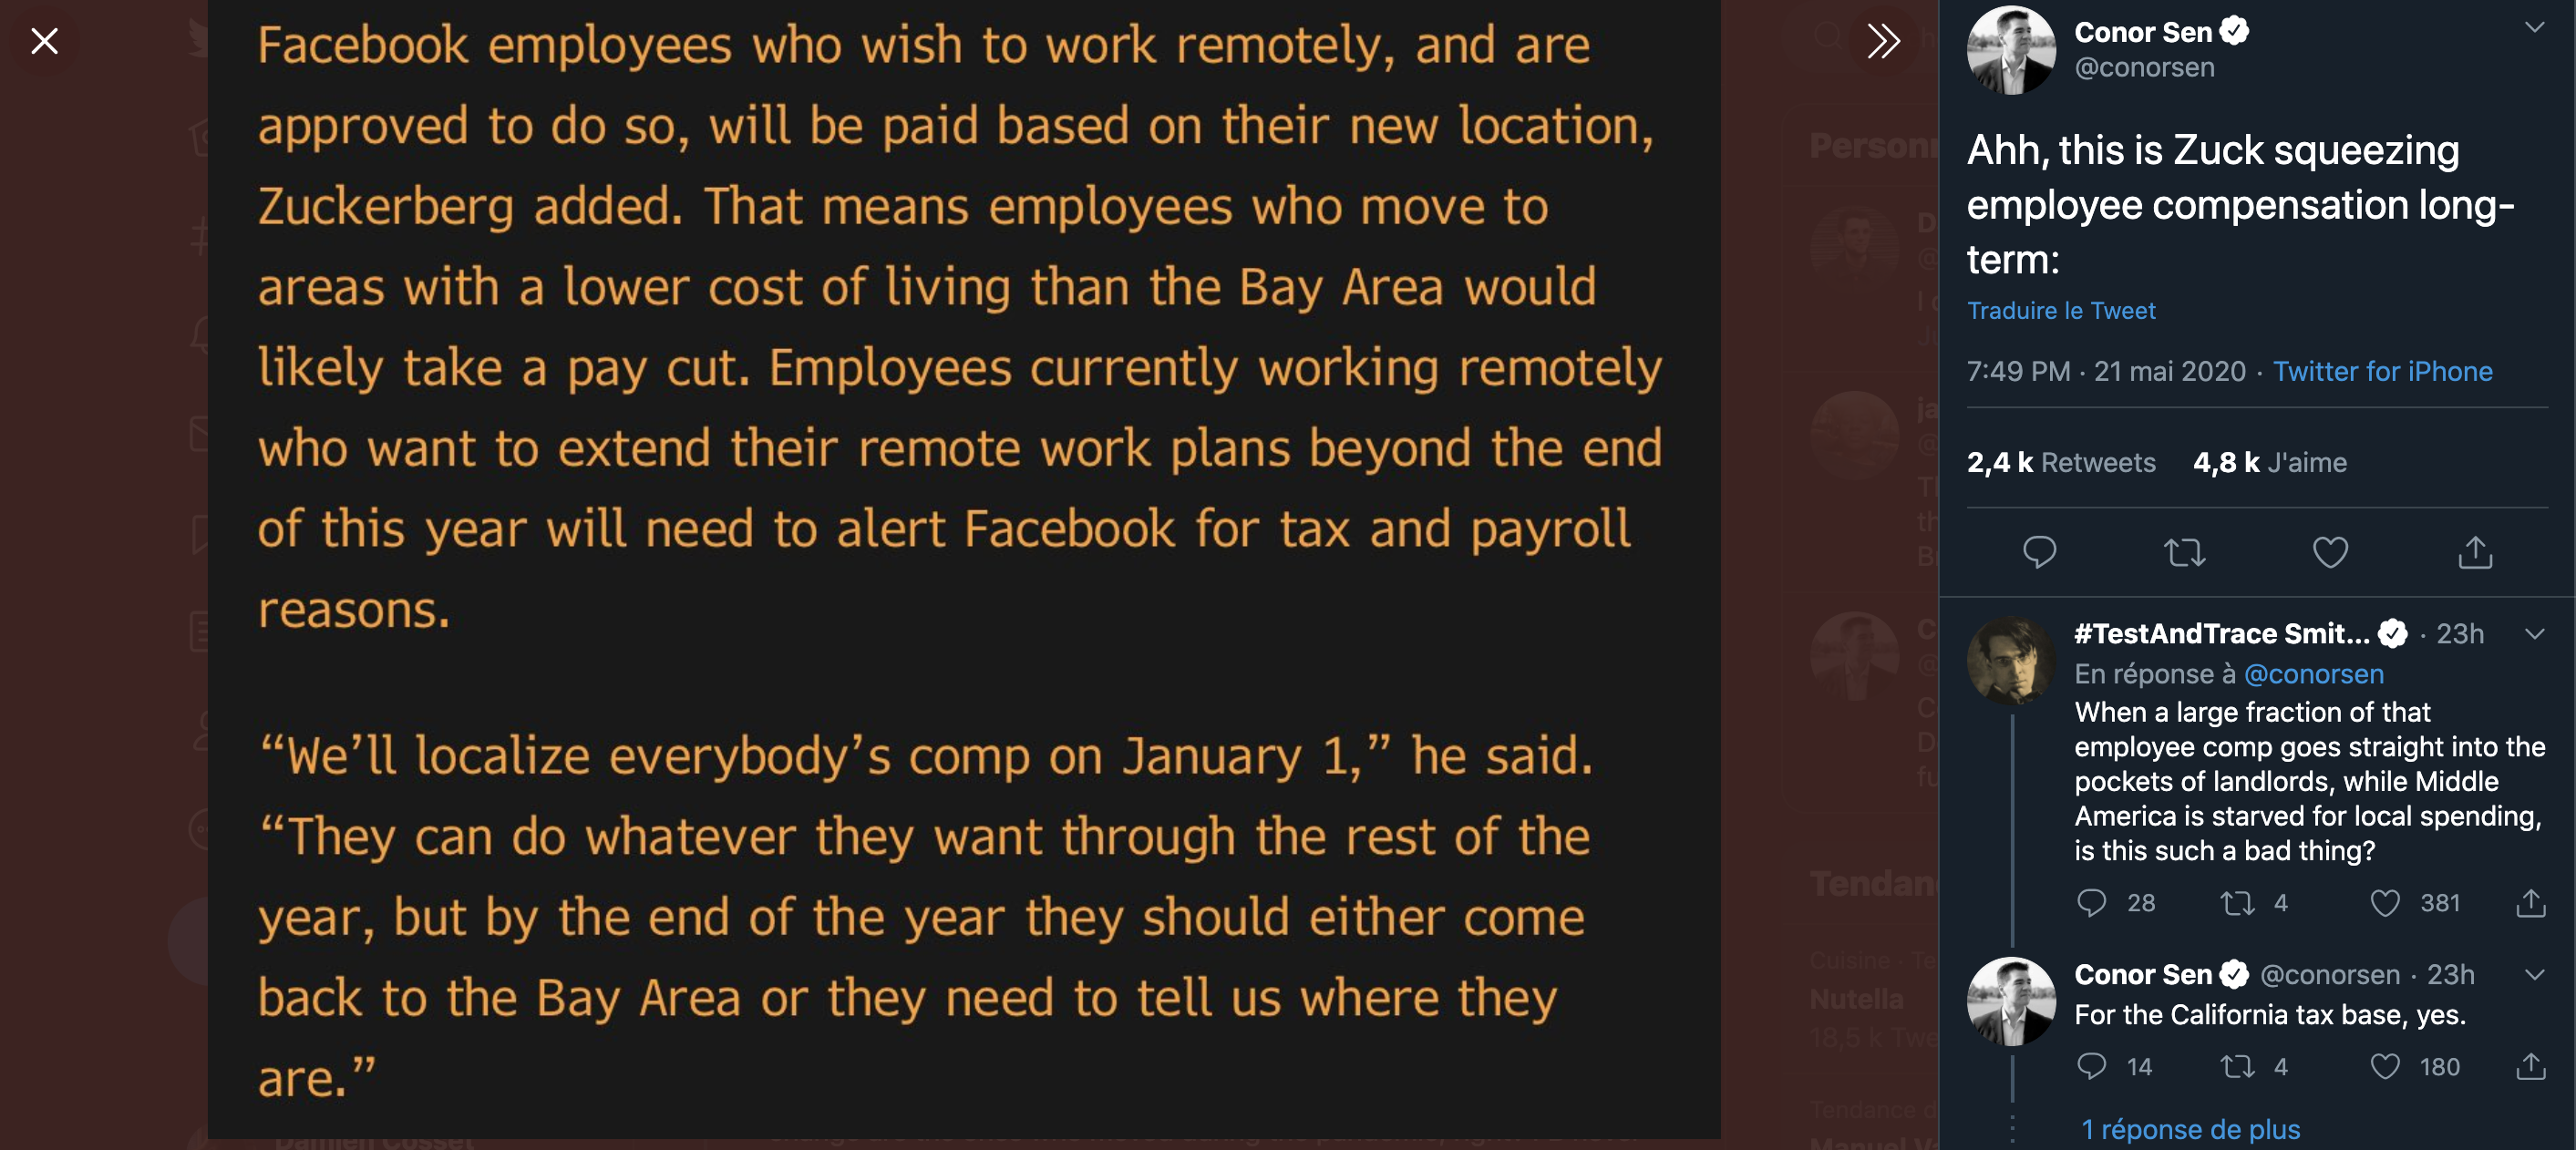 Facebook employees who wish to work remotely, and are
approved to do so, will be paid based on their new location,
Zuckerberg added. That means employees who move to
areas with a lower cost of living than the Bay Area would
likely take a pay cut. Employees currently working remotely
who want to extend their remote work plans beyond the end
of this year will need to alert Facebook for tax and payroll
reasons.
“We’ll localize everybody’s comp on January 1,” he said.
“They can do whatever they want through the rest of the
year, but by the end of the year they should either come
back to the Bay Area or they need to tell us where they
are.”
Tendan
Cuisine · Te
Nutella
18,5 k Twe
Tendance d
Damien Cosset
Conor Sen
@conorsen
Ahh, this is Zuck squeezing
employee compensation long-
term:
Traduire le Tweet
7:49 PM · 21 mai 2020 · Twitter for iPhone
2,4 k Retweets 4,8 k J'aime
#TestAndTrace Smit... · 23h
En réponse à @conorsen
When a large fraction of that
employee comp goes straight into the
pockets of landlords, while Middle
America is starved for local spending,
is this such a bad thing?
28 4 381
Conor Sen @conorsen · 23h
For the California tax base, yes.
14 4 180
1 réponse de plus